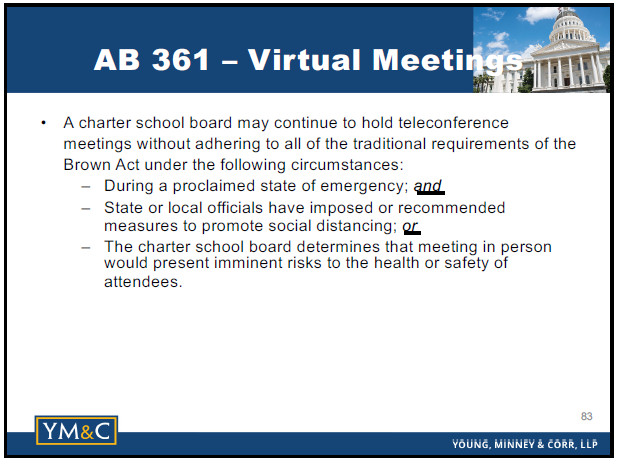 AB 361 – Virtual Meetings
• A charter school board may continue to hold teleconference
meetings without adhering to all of the traditional requirements of the
Brown Act under the following circumstances:
– During a proclaimed state of emergency; and
– State or local officials have imposed or recommended
measures to promote social distancing; or
– The charter school board determines that meeting in person
would present imminent risks to the health or safety of
attendees.
83
YM&C
YOUNG, MINNEY & CORR, LLP